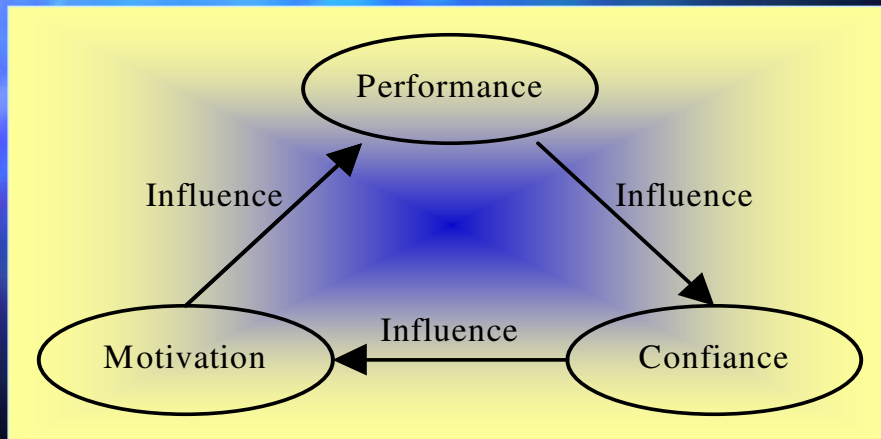 Performance
Influence
Influence
Influence
Motivation
Confiance